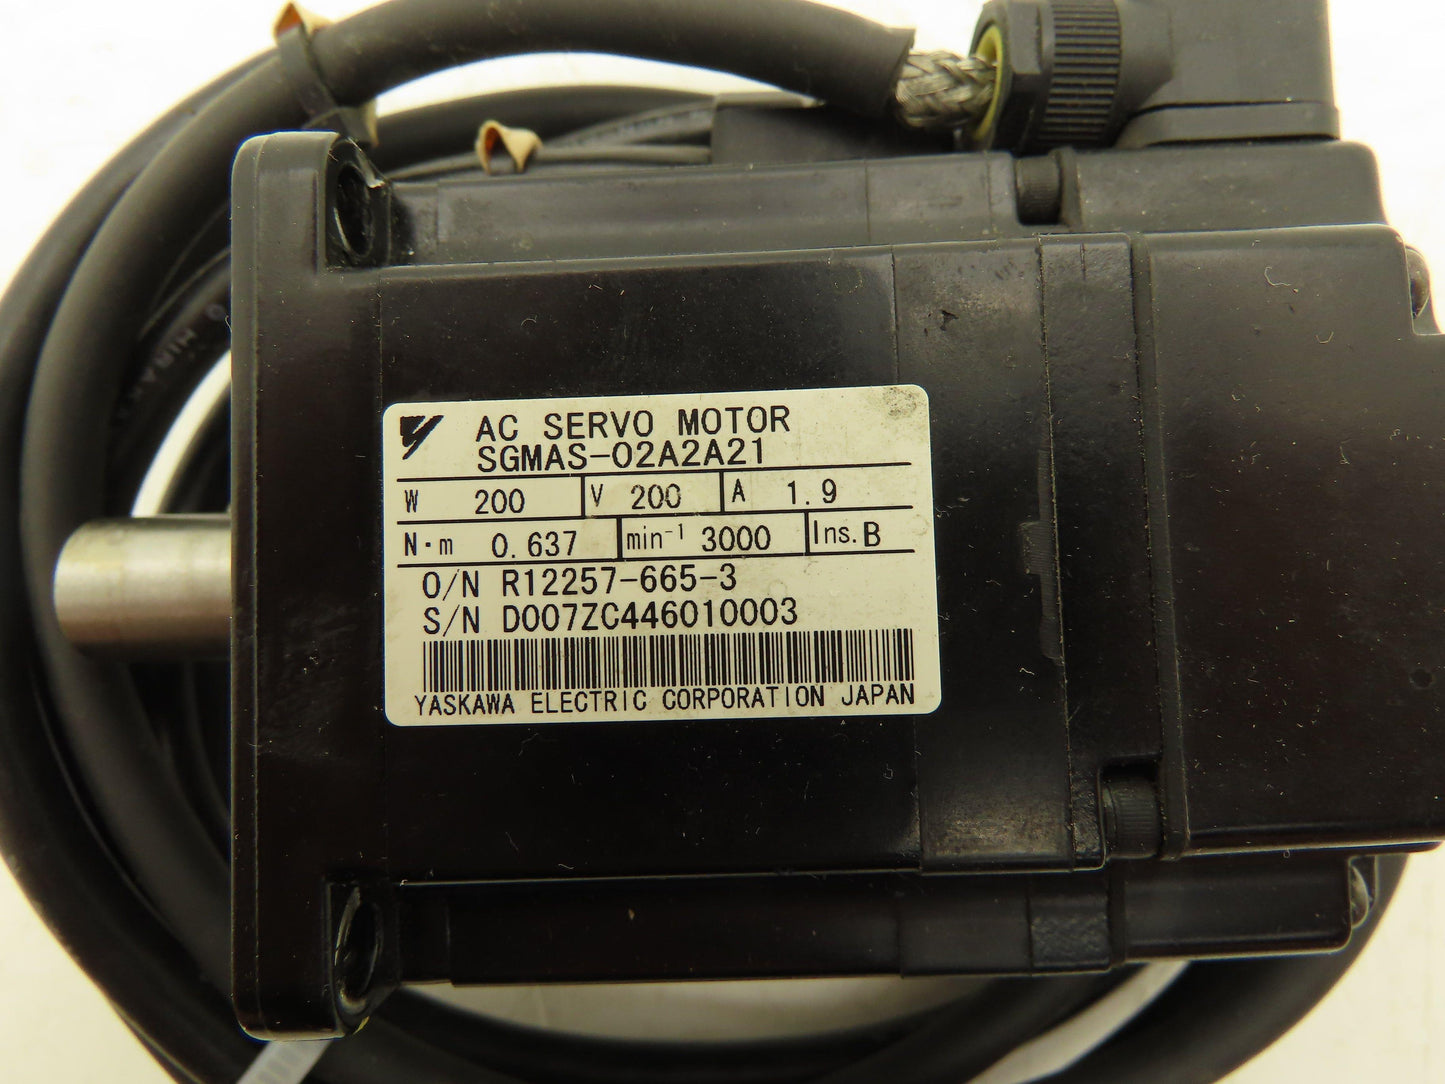 AC SERVO MOTOR
SGMAS-02A2A21
W 200 V 200 A 1.9
N·m 0.637 min⁻¹ 3000 Ins. B
O/N R12257-665-3
S/N D007ZC446010003
YASKAWA ELECTRIC CORPORATION JAPAN